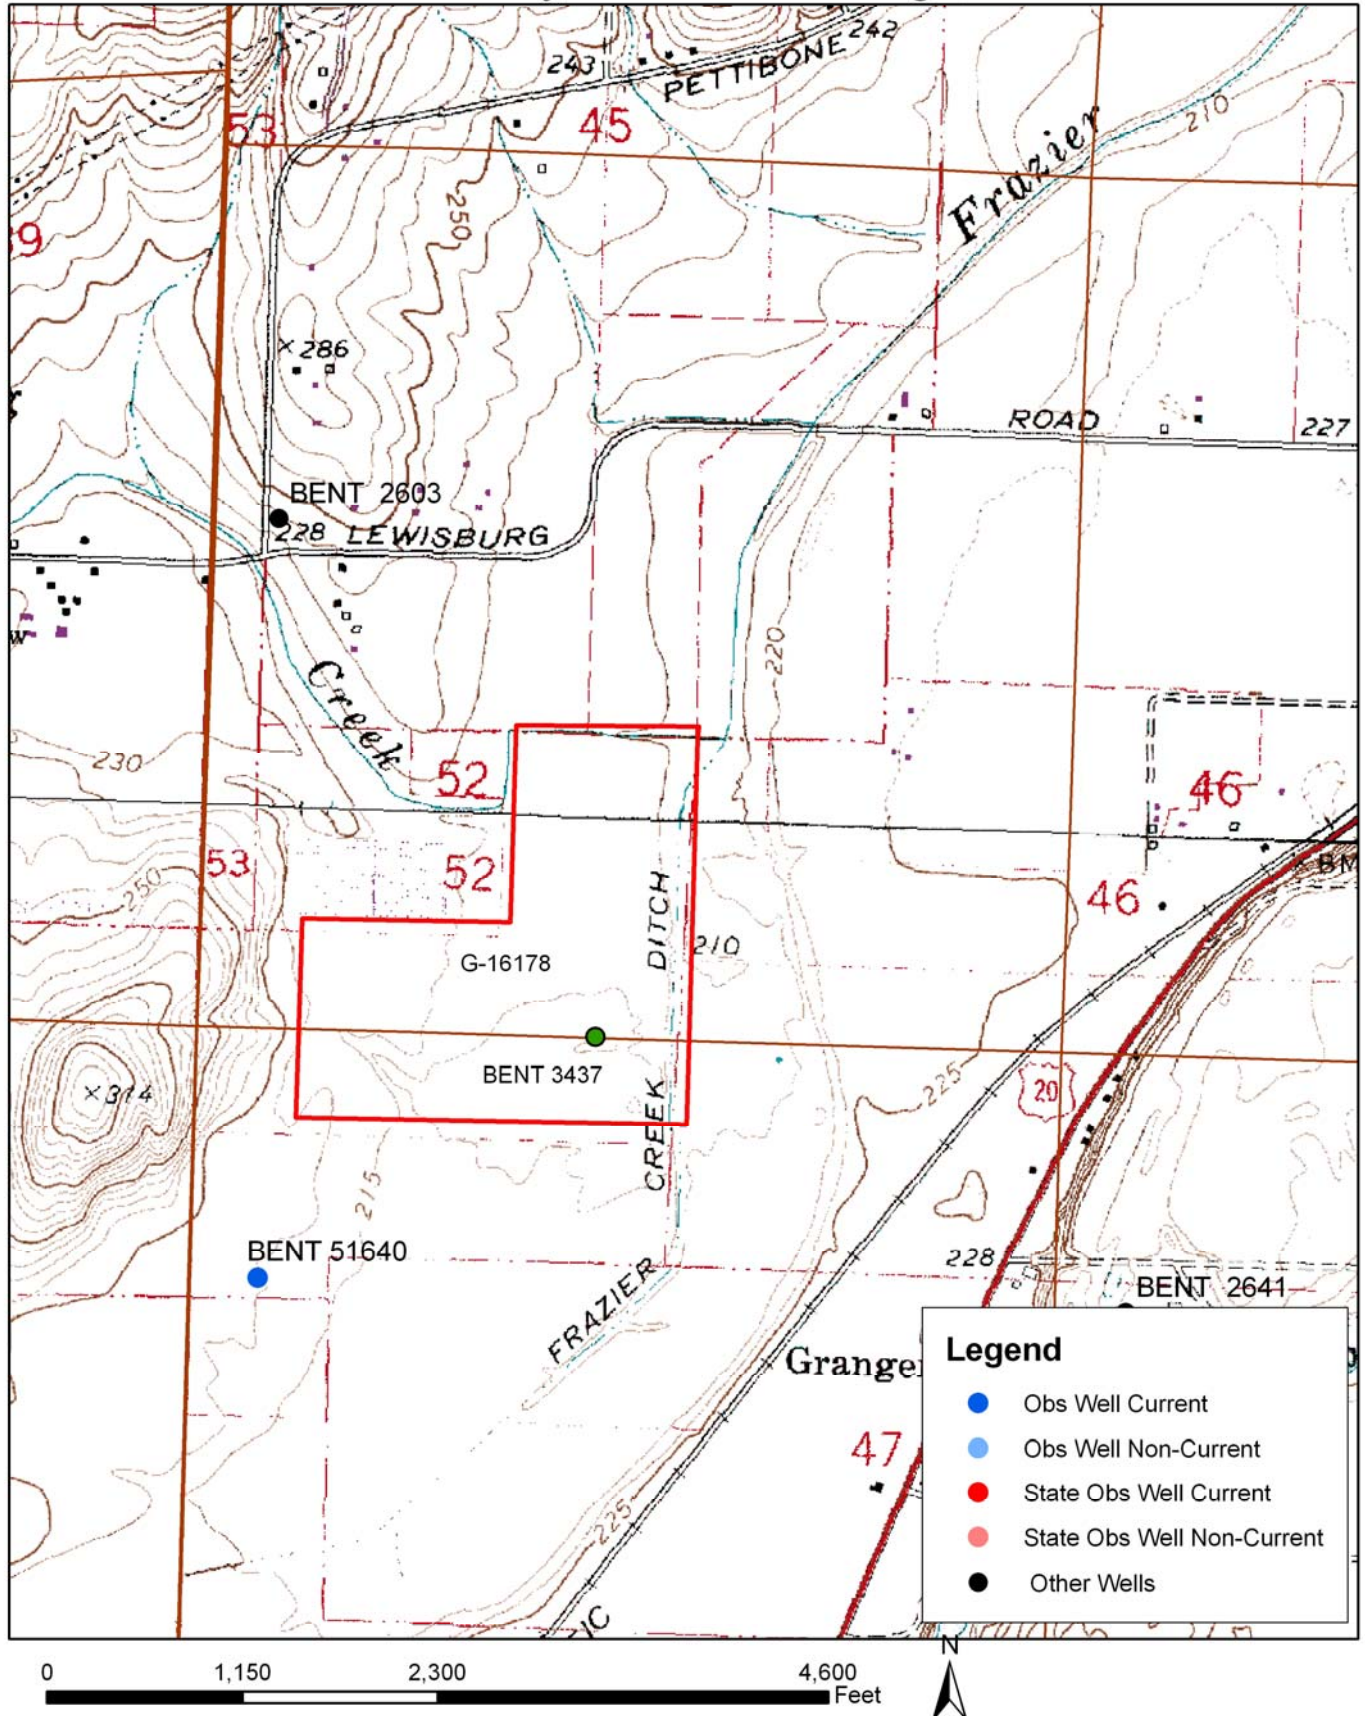 242
243
PETTIBONE
53
45
Frazier
210
250
286
ROAD
227
BENT 2603
228 LEWISBURG
220
Creek
52
230
46
53
52
250
46
BM
DITCH
210
G-16178
BENT 3437
314
225
20
CREEK
215
BENT 51640
228
BENT 2641
FRAZIER
Legend
Obs Well Current
Obs Well Non-Current
State Obs Well Current
State Obs Well Non-Current
Other Wells
47
225
0 1,150 2,300 4,600
Feet
N